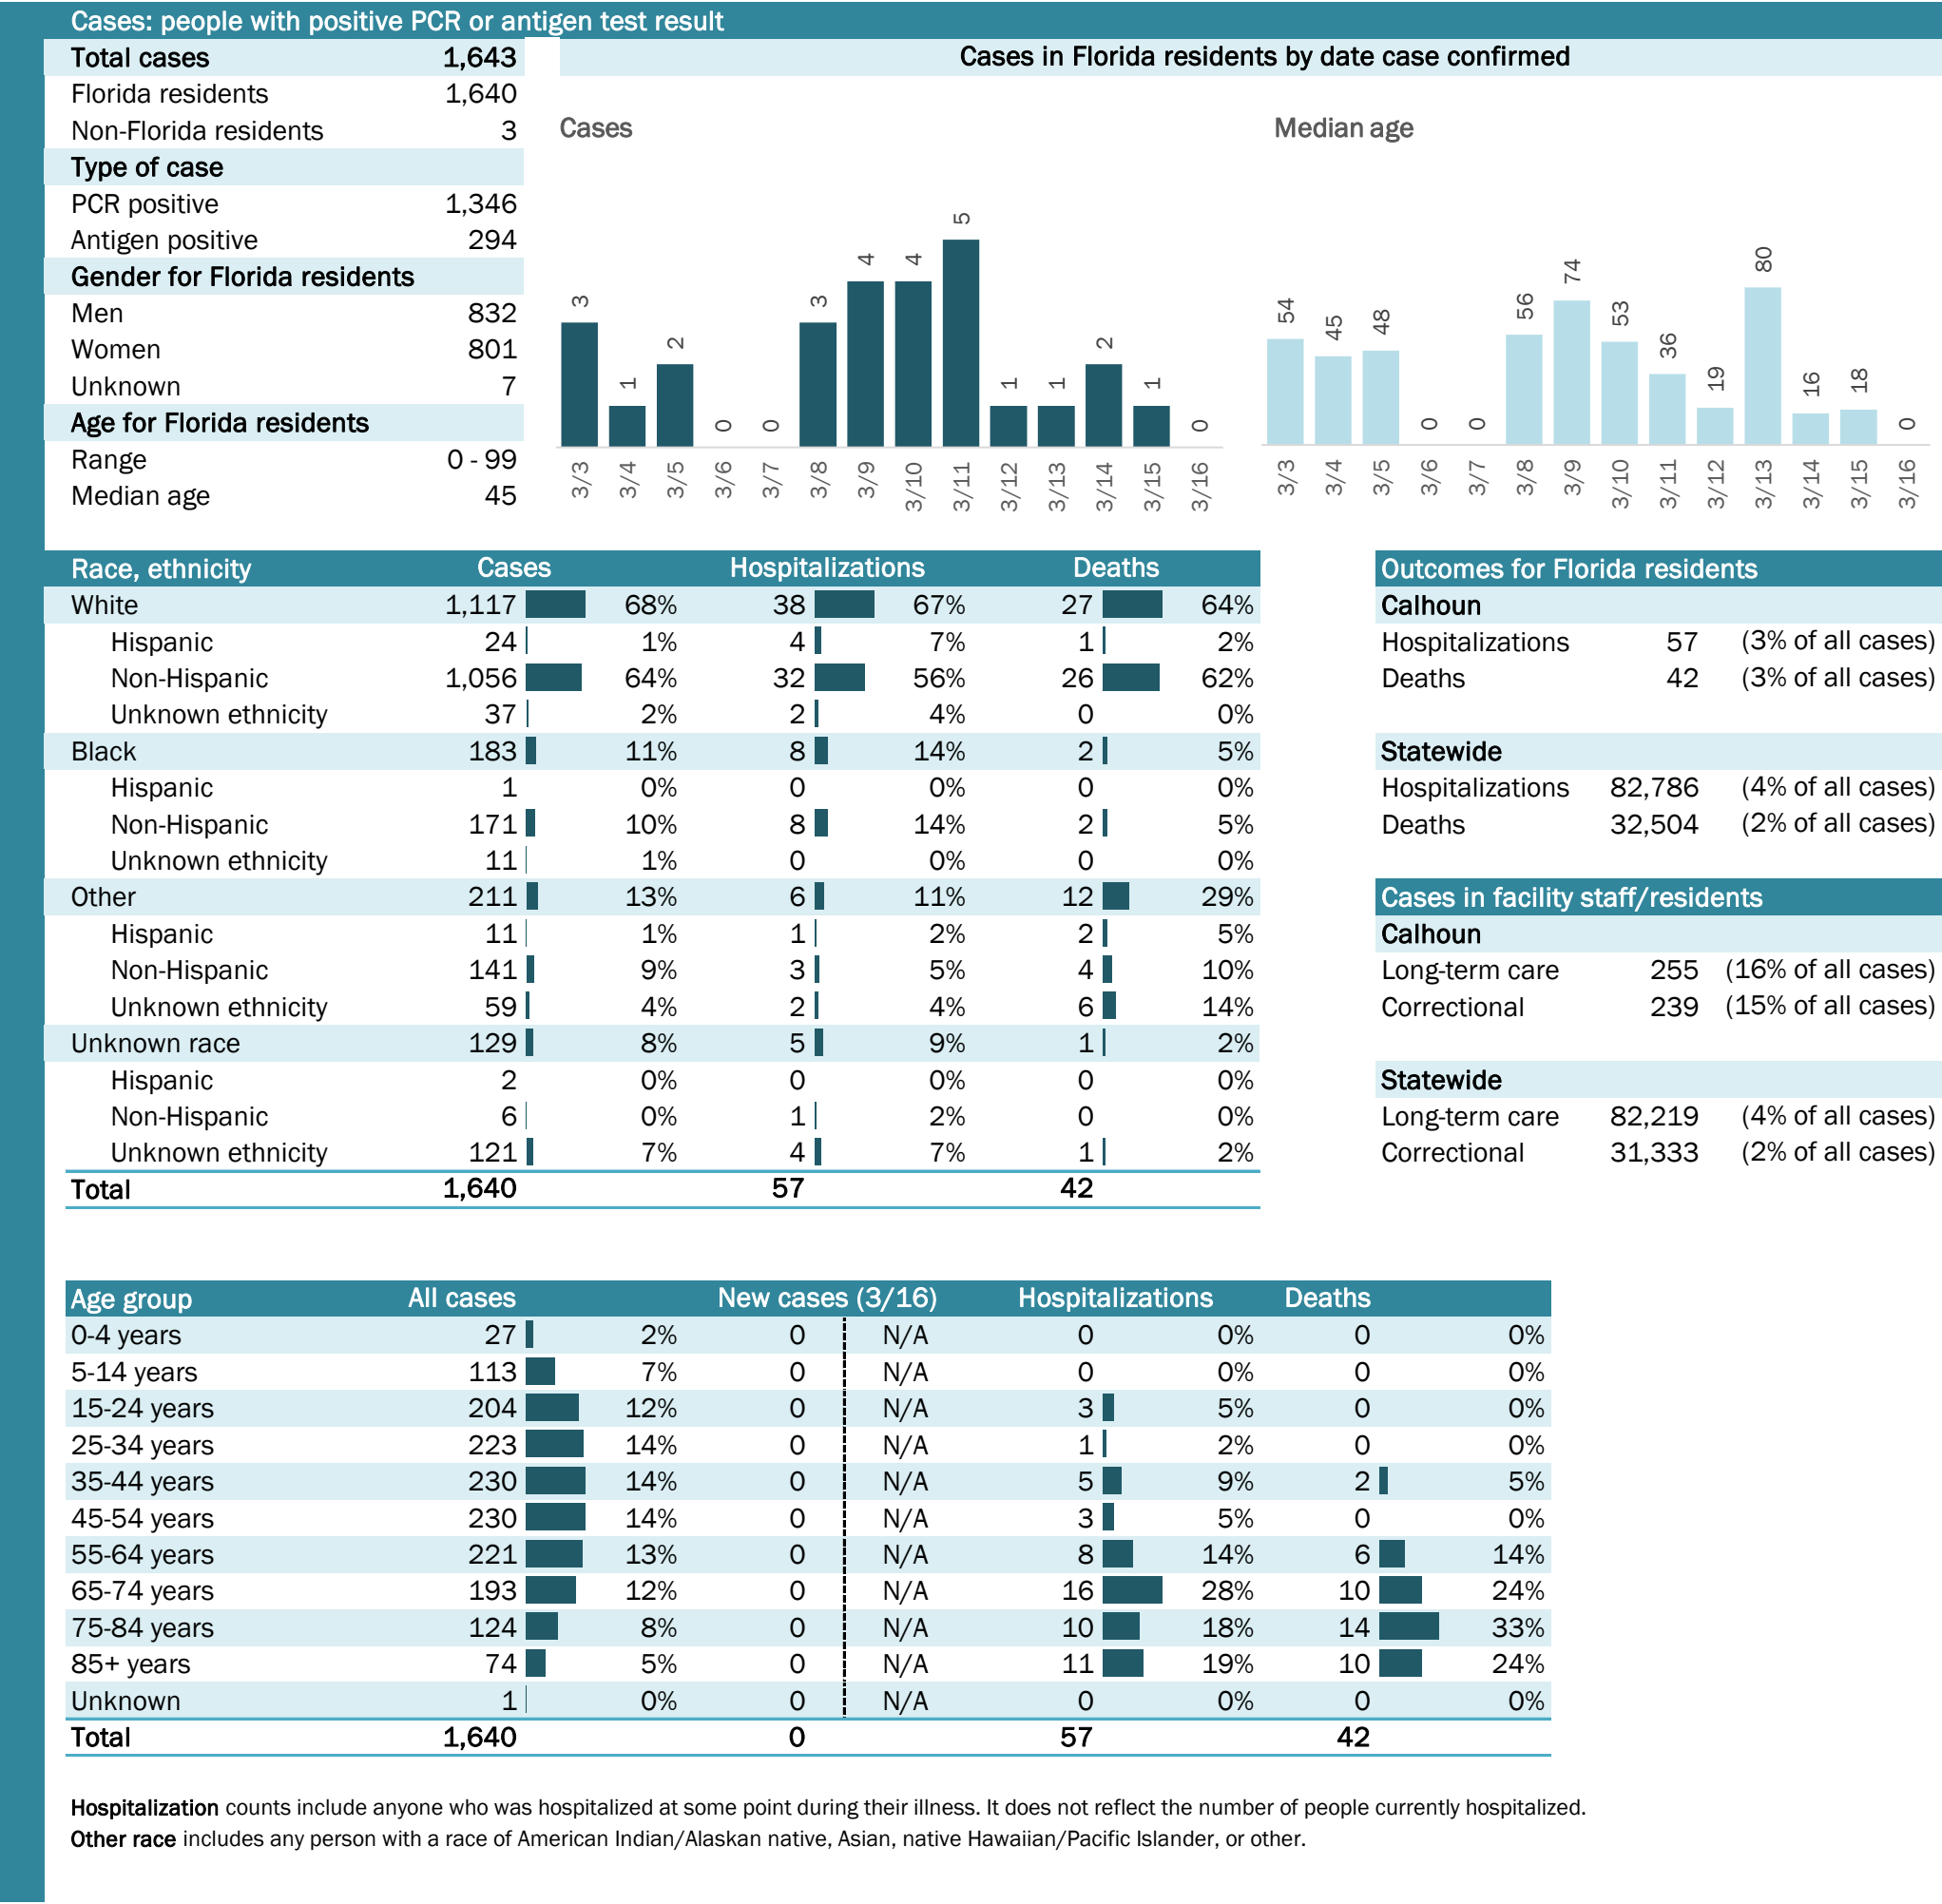 Cases: people with positive PCR or antigen test result
Total cases 1,643
Florida residents 1,640
Non-Florida residents 3
Type of case
PCR positive 1,346
Antigen positive 294
Gender for Florida residents
Men 832
Women 801
Unknown 7
Age for Florida residents
Range 0 - 99
Median age 45
Cases in Florida residents by date case confirmed
Cases
3 1 2 0 0 3 4 4 5 1 1 2 1 0
3/3 3/4 3/5 3/6 3/7 3/8 3/9 3/10 3/11 3/12 3/13 3/14 3/15 3/16
Median age
54 45 48 0 0 56 74 53 36 19 80 16 18 0
3/3 3/4 3/5 3/6 3/7 3/8 3/9 3/10 3/11 3/12 3/13 3/14 3/15 3/16
Race, ethnicity Cases Hospitalizations Deaths
White 1,117 68% 38 67% 27 64%
Hispanic 24 1% 4 7% 1 2%
Non-Hispanic 1,056 64% 32 56% 26 62%
Unknown ethnicity 37 2% 2 4% 0 0%
Black 183 11% 8 14% 2 5%
Hispanic 1 0% 0 0% 0 0%
Non-Hispanic 171 10% 8 14% 2 5%
Unknown ethnicity 11 1% 0 0% 0 0%
Other 211 13% 6 11% 12 29%
Hispanic 11 1% 1 2% 2 5%
Non-Hispanic 141 9% 3 5% 4 10%
Unknown ethnicity 59 4% 2 4% 6 14%
Unknown race 129 8% 5 9% 1 2%
Hispanic 2 0% 0 0% 0 0%
Non-Hispanic 6 0% 1 2% 0 0%
Unknown ethnicity 121 7% 4 7% 1 2%
Total 1,640 57 42
Outcomes for Florida residents
Calhoun
Hospitalizations 57 (3% of all cases)
Deaths 42 (3% of all cases)
Statewide
Hospitalizations 82,786 (4% of all cases)
Deaths 32,504 (2% of all cases)
Cases in facility staff/residents
Calhoun
Long-term care 255 (16% of all cases)
Correctional 239 (15% of all cases)
Statewide
Long-term care 82,219 (4% of all cases)
Correctional 31,333 (2% of all cases)
Age group All cases New cases (3/16) Hospitalizations Deaths
0-4 years 27 2% 0 N/A 0 0% 0 0%
5-14 years 113 7% 0 N/A 0 0% 0 0%
15-24 years 204 12% 0 N/A 3 5% 0 0%
25-34 years 223 14% 0 N/A 1 2% 0 0%
35-44 years 230 14% 0 N/A 5 9% 2 5%
45-54 years 230 14% 0 N/A 3 5% 0 0%
55-64 years 221 13% 0 N/A 8 14% 6 14%
65-74 years 193 12% 0 N/A 16 28% 10 24%
75-84 years 124 8% 0 N/A 10 18% 14 33%
85+ years 74 5% 0 N/A 11 19% 10 24%
Unknown 1 0% 0 N/A 0 0% 0 0%
Total 1,640 0 57 42
Hospitalization counts include anyone who was hospitalized at some point during their illness. It does not reflect the number of people currently hospitalized.
Other race includes any person with a race of American Indian/Alaskan native, Asian, native Hawaiian/Pacific Islander, or other.